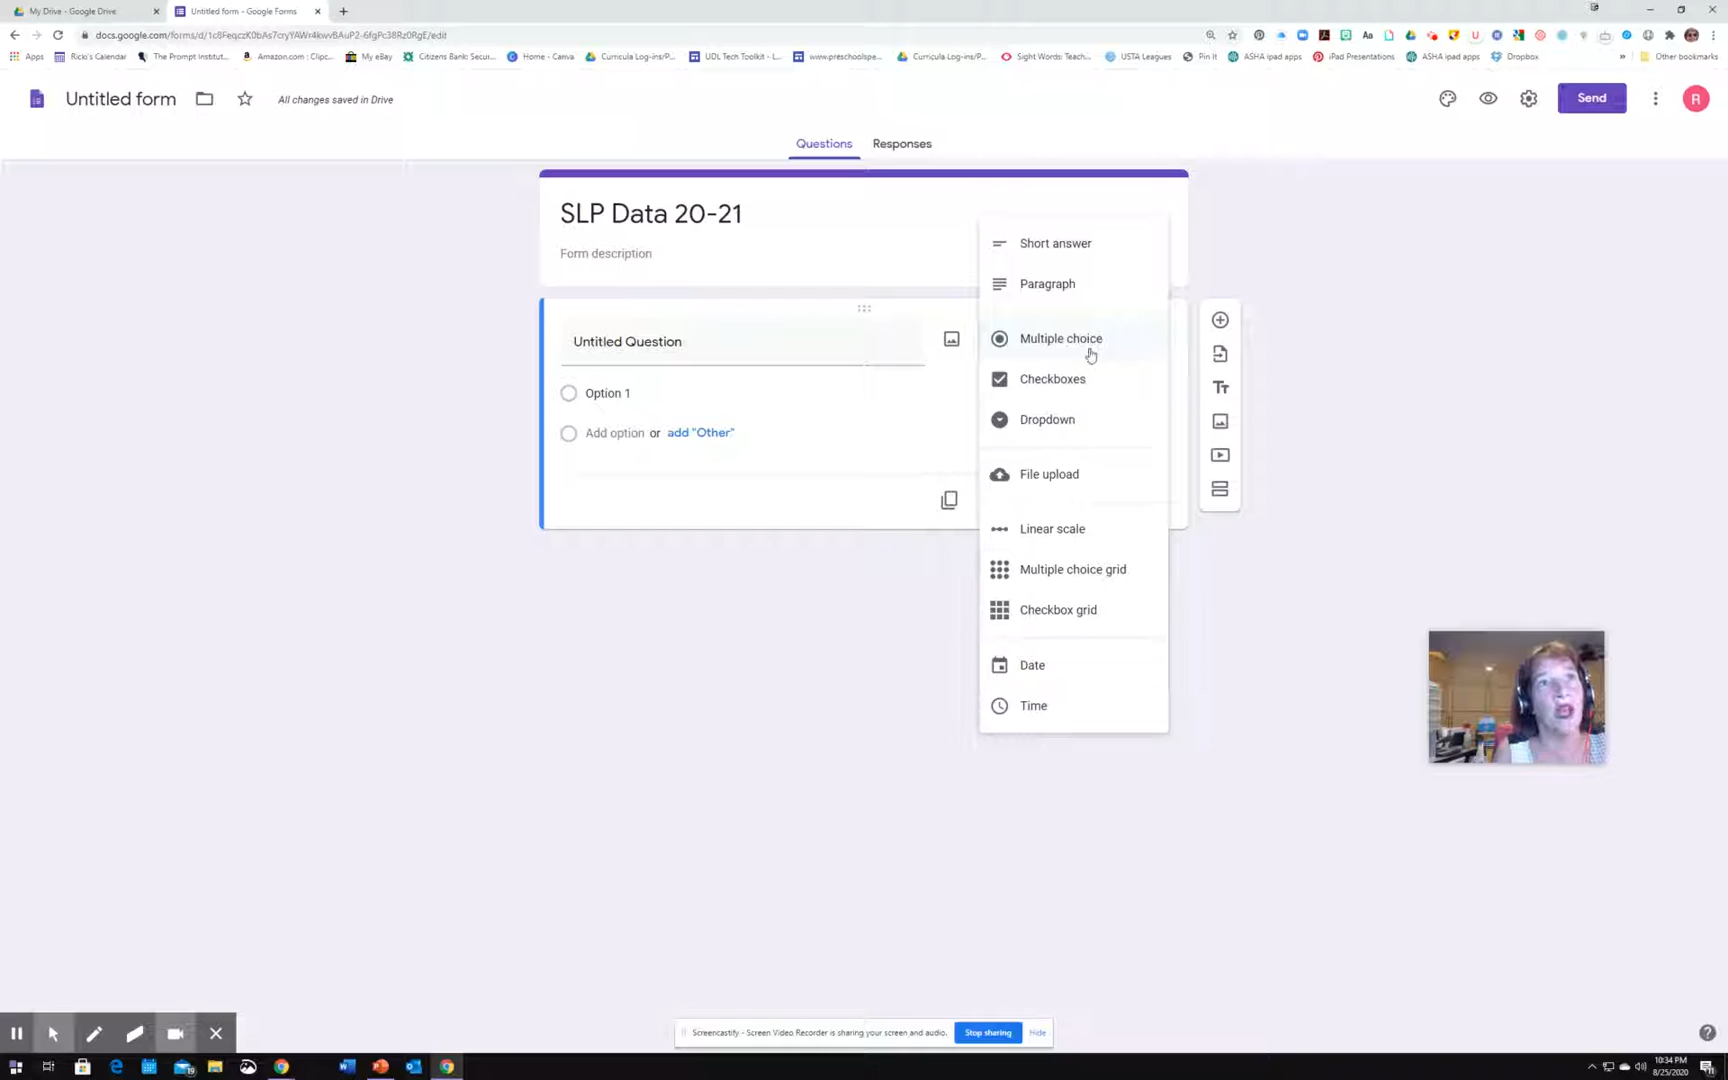 My Drive - Google Drive
Untitled form - Google Forms
docs.google.com/forms/d/1c8FeqczK0bAs7cryYAWr4kwvBAuP2-6fgPc38Rz0RgE/edit
Apps
Ricio's Calendar
The Prompt Institut...
Amazon.com : Clipc...
My eBay
Citizens Bank: Secur...
Home - Canva
Curricula Log-ins/P...
UDL Tech Toolkit - L...
www.preschoolspe...
Curricula Log-ins/P...
Sight Words: Teach...
USTA Leagues
Pin It
ASHA ipad apps
iPad Presentations
ASHA ipad apps
Dropbox
»
Other bookmarks
Untitled form
All changes saved in Drive
Send
R
Questions
Responses
SLP Data 20-21
Form description
Untitled Question
Option 1
Add option or add "Other"
Short answer
Paragraph
Multiple choice
Checkboxes
Dropdown
File upload
Linear scale
Multiple choice grid
Checkbox grid
Date
Time
Tт
Screencastify - Screen Video Recorder is sharing your screen and audio.
Stop sharing
Hide
10:34 PM
8/25/2020